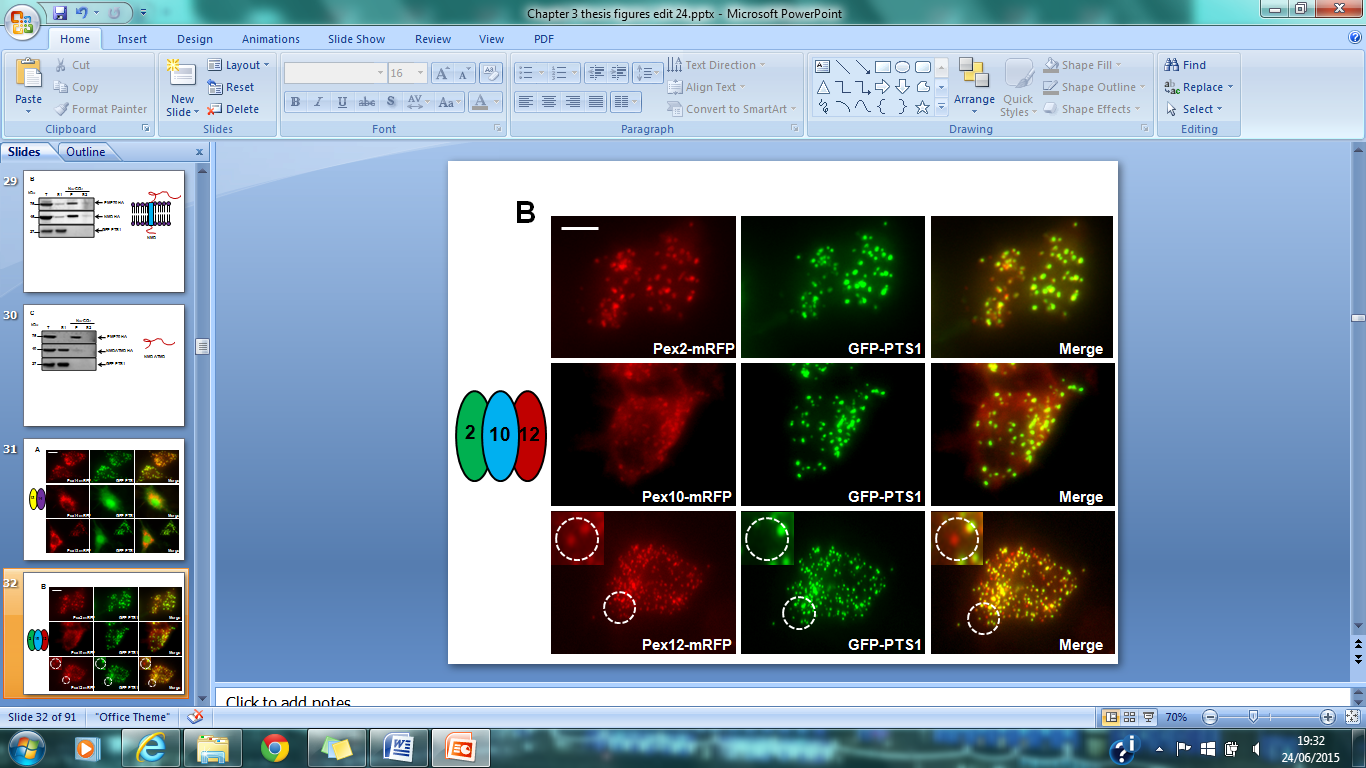 Chapter 3 thesis figures edit 24.pptx - Microsoft PowerPoint
Home Insert Design Animations Slide Show Review View PDF
Paste
Cut
Copy
Format Painter
Clipboard
New Slide
Layout
Reset
Delete
Slides
16
B I U abc S AV Aa A
Font
Paragraph
Text Direction
Align Text
Convert to SmartArt
Arrange
Quick Styles
Shape Fill
Shape Outline
Shape Effects
Drawing
Find
Replace
Select
Editing
Slides Outline x
29
B
30
C
31
A
32
B
B
Pex2-mRFP GFP-PTS1 Merge
2 10 12
Pex10-mRFP GFP-PTS1 Merge
Pex12-mRFP GFP-PTS1 Merge
Click to add notes
Slide 32 of 91 "Office Theme" 70%
19:32
24/06/2015